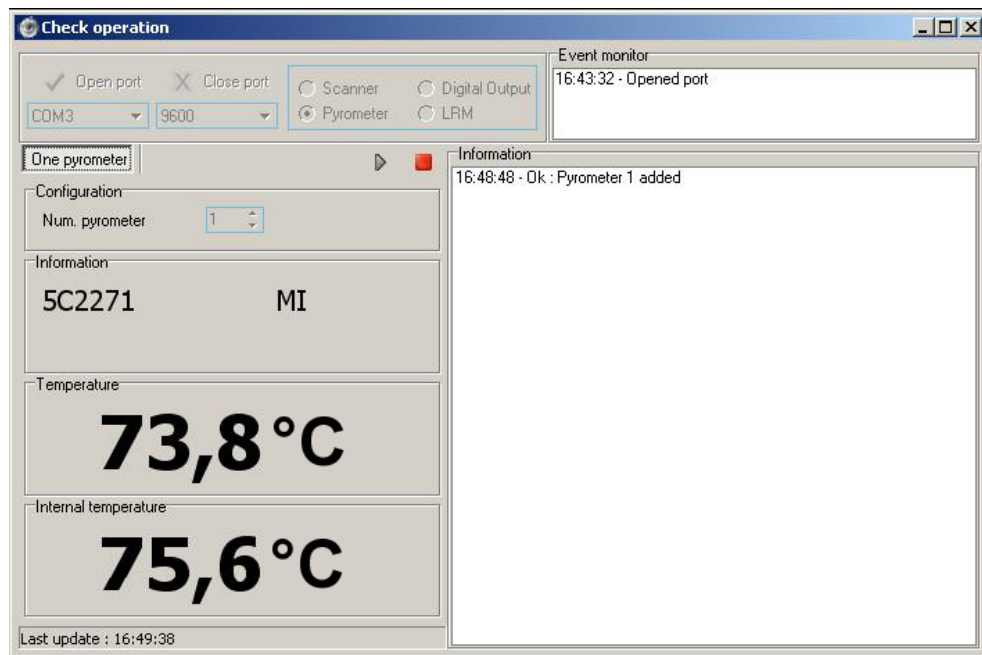 Check operation
Open port
Close port
COM3
9600
Scanner
Digital Output
Pyrometer
LRM
Event monitor
16:43:32 - Opened port
One pyrometer
Configuration
Num. pyrometer
1
Information
5C2271 MI
Temperature
73,8°C
Internal temperature
75,6°C
Last update : 16:49:38
Information
16:48:48 - Ok : Pyrometer 1 added